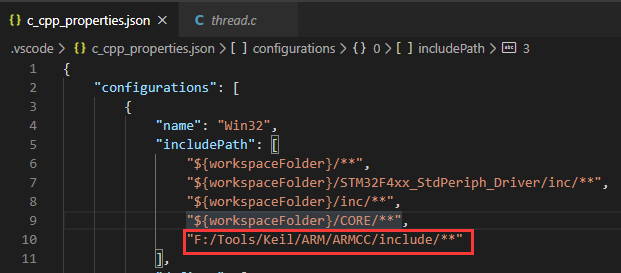 {} c_cpp_properties.json × C thread.c
.vscode > {} c_cpp_properties.json > [ ] configurations > {} 0 > [ ] includePath > abc 3
1 {
2 "configurations": [
3 {
4 "name": "Win32",
5 "includePath": [
6 "${workspaceFolder}/**",
7 "${workspaceFolder}/STM32F4xx_StdPeriph_Driver/inc/**",
8 "${workspaceFolder}/inc/**",
9 "${workspaceFolder}/CORE/**",
10 "F:/Tools/Keil/ARM/ARMCC/include/**"
11 ],